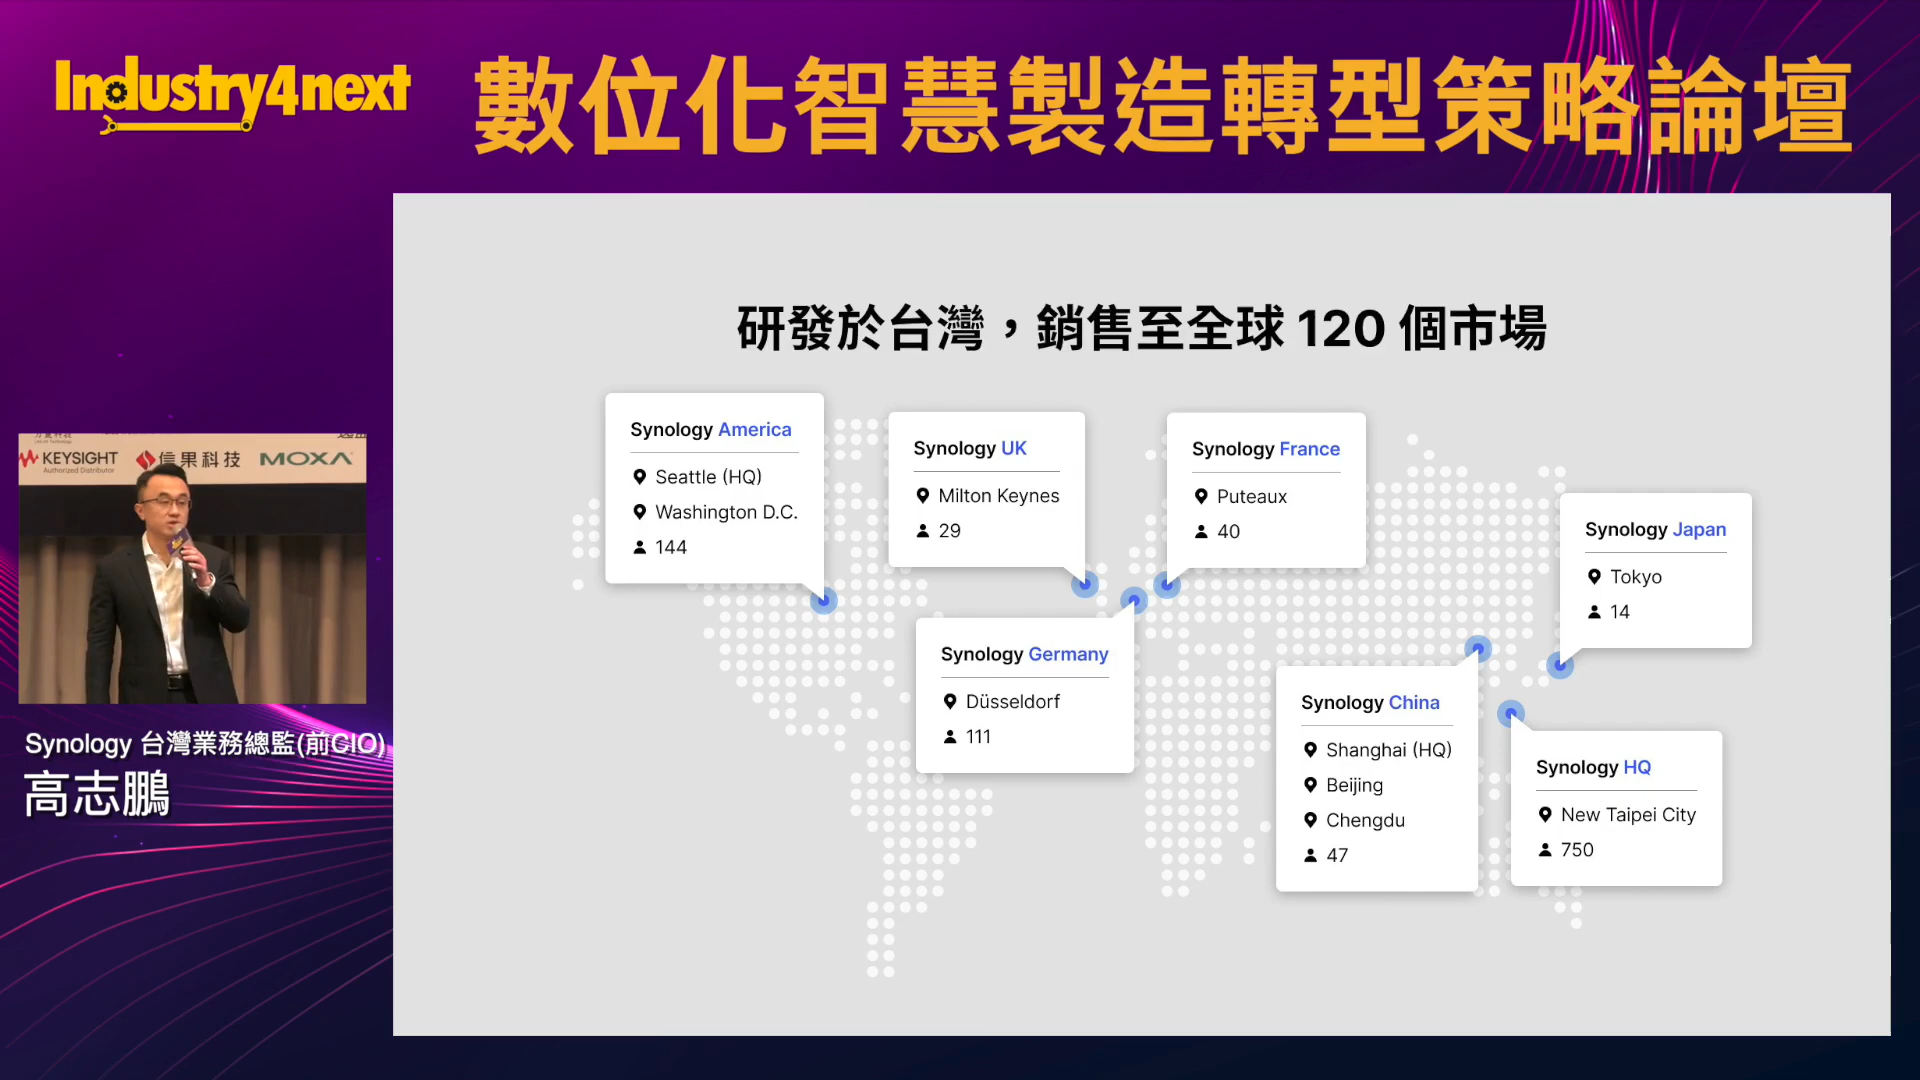 Industry4next
數位化智慧製造轉型策略論壇
研發於台灣，銷售至全球 120 個市場
Synology America
Seattle (HQ)
Washington D.C.
144
Synology UK
Milton Keynes
29
Synology France
Puteaux
40
Synology Japan
Tokyo
14
Synology Germany
Düsseldorf
111
Synology China
Shanghai (HQ)
Beijing
Chengdu
47
Synology HQ
New Taipei City
750
KEYSIGHT
Authorized Distributor
信果科技
MOXA
Synology 台灣業務總監(前CIO)
高志鵬